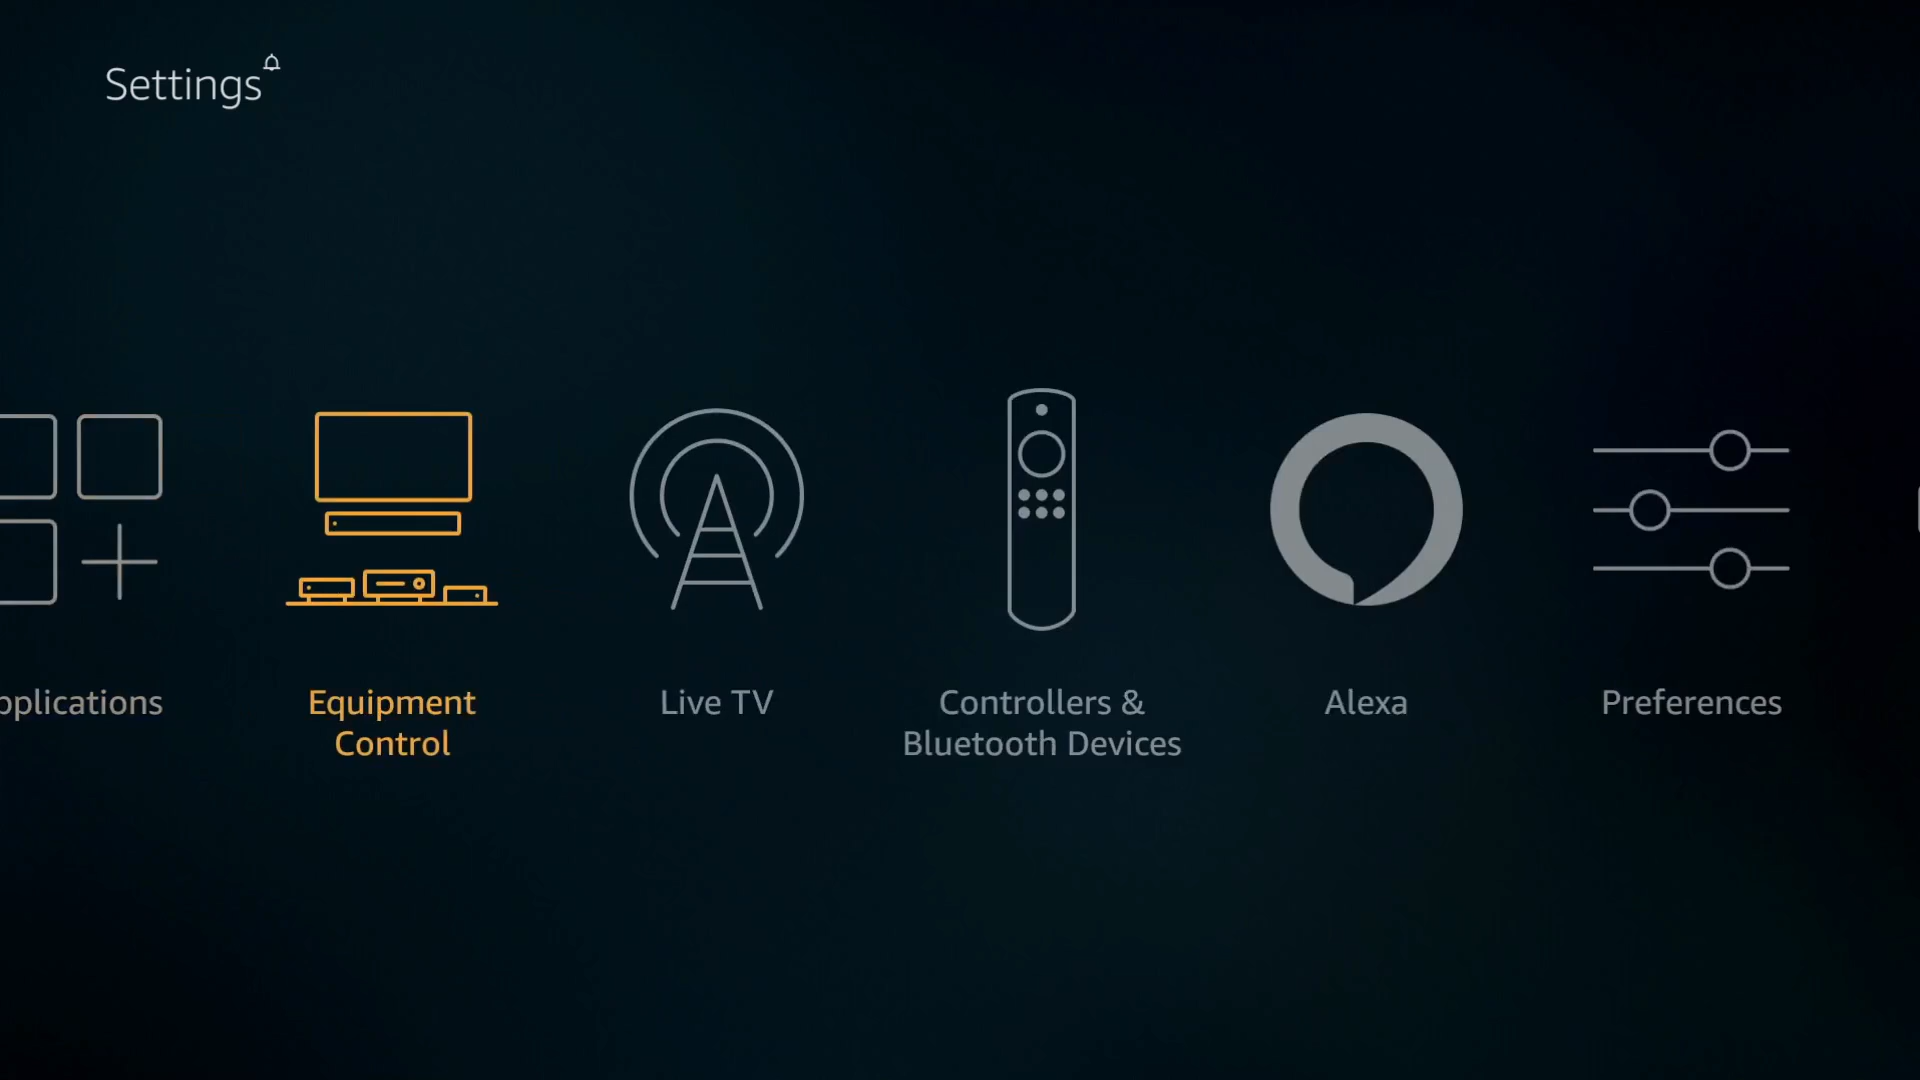 Settings
pplications
Equipment
Control
Live TV
Controllers &
Bluetooth Devices
Alexa
Preferences